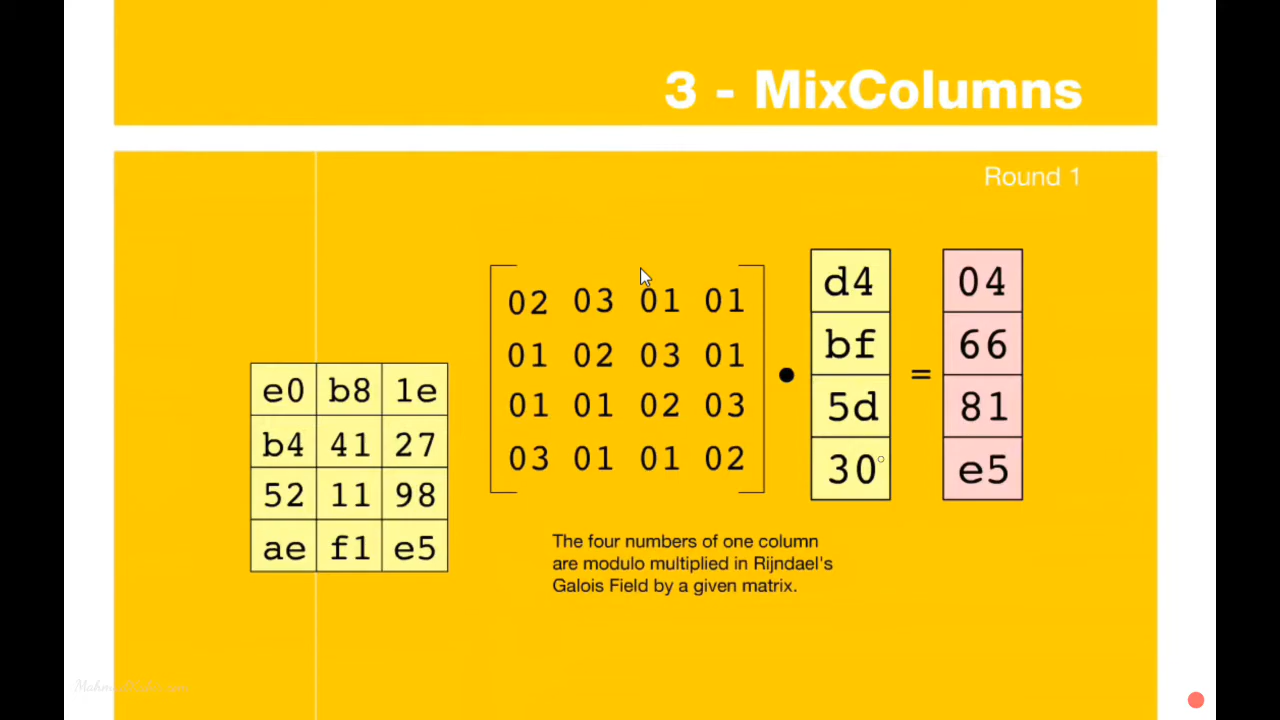 3 - MixColumns
Round 1
e0 b8 1e
b4 41 27
52 11 98
ae f1 e5
02 03 01 01
01 02 03 01
01 01 02 03
03 01 01 02
•
d4
bf
5d
30
=
04
66
81
e5
The four numbers of one column
are modulo multiplied in Rijndael's
Galois Field by a given matrix.